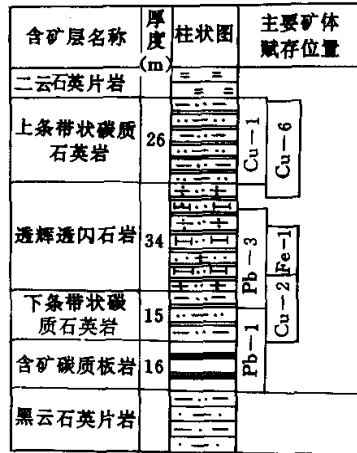 含矿层名称
厚度(m)
柱状图
主要矿体
赋存位置
二云石英片岩
上条带状碳质
石英岩
26
Cu-1
Cu-6
透辉透闪石岩
34
Pb-3
Fe-1
下条带状碳
质石英岩
15
Cu-2
Pb-1
含矿碳质板岩
16
黑云石英片岩